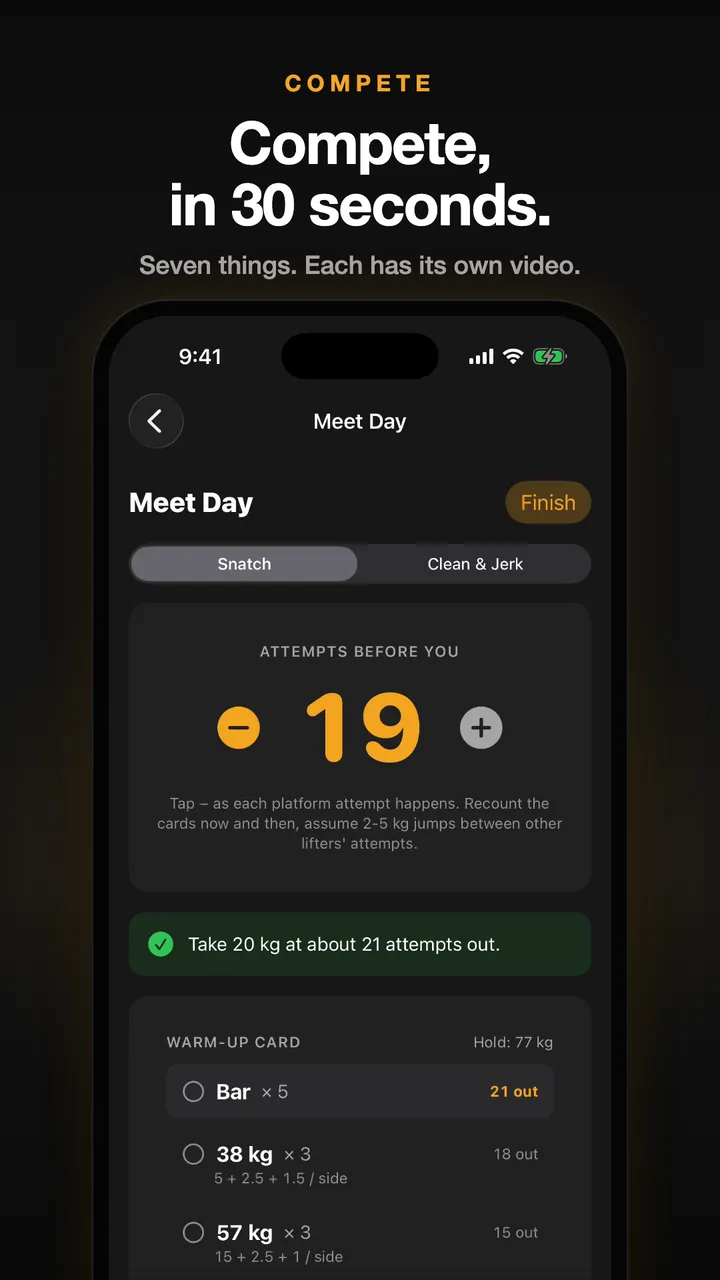 COMPETE
Compete,
in 30 seconds.
Seven things. Each has its own video.
9:41
Meet Day
Meet Day
Finish
Snatch
Clean & Jerk
ATTEMPTS BEFORE YOU
19
Tap – as each platform attempt happens. Recount the
cards now and then, assume 2-5 kg jumps between other
lifters' attempts.
Take 20 kg at about 21 attempts out.
WARM-UP CARD
Hold: 77 kg
Bar × 5
21 out
38 kg × 3
18 out
5 + 2.5 + 1.5 / side
57 kg × 3
15 out
15 + 2.5 + 1 / side